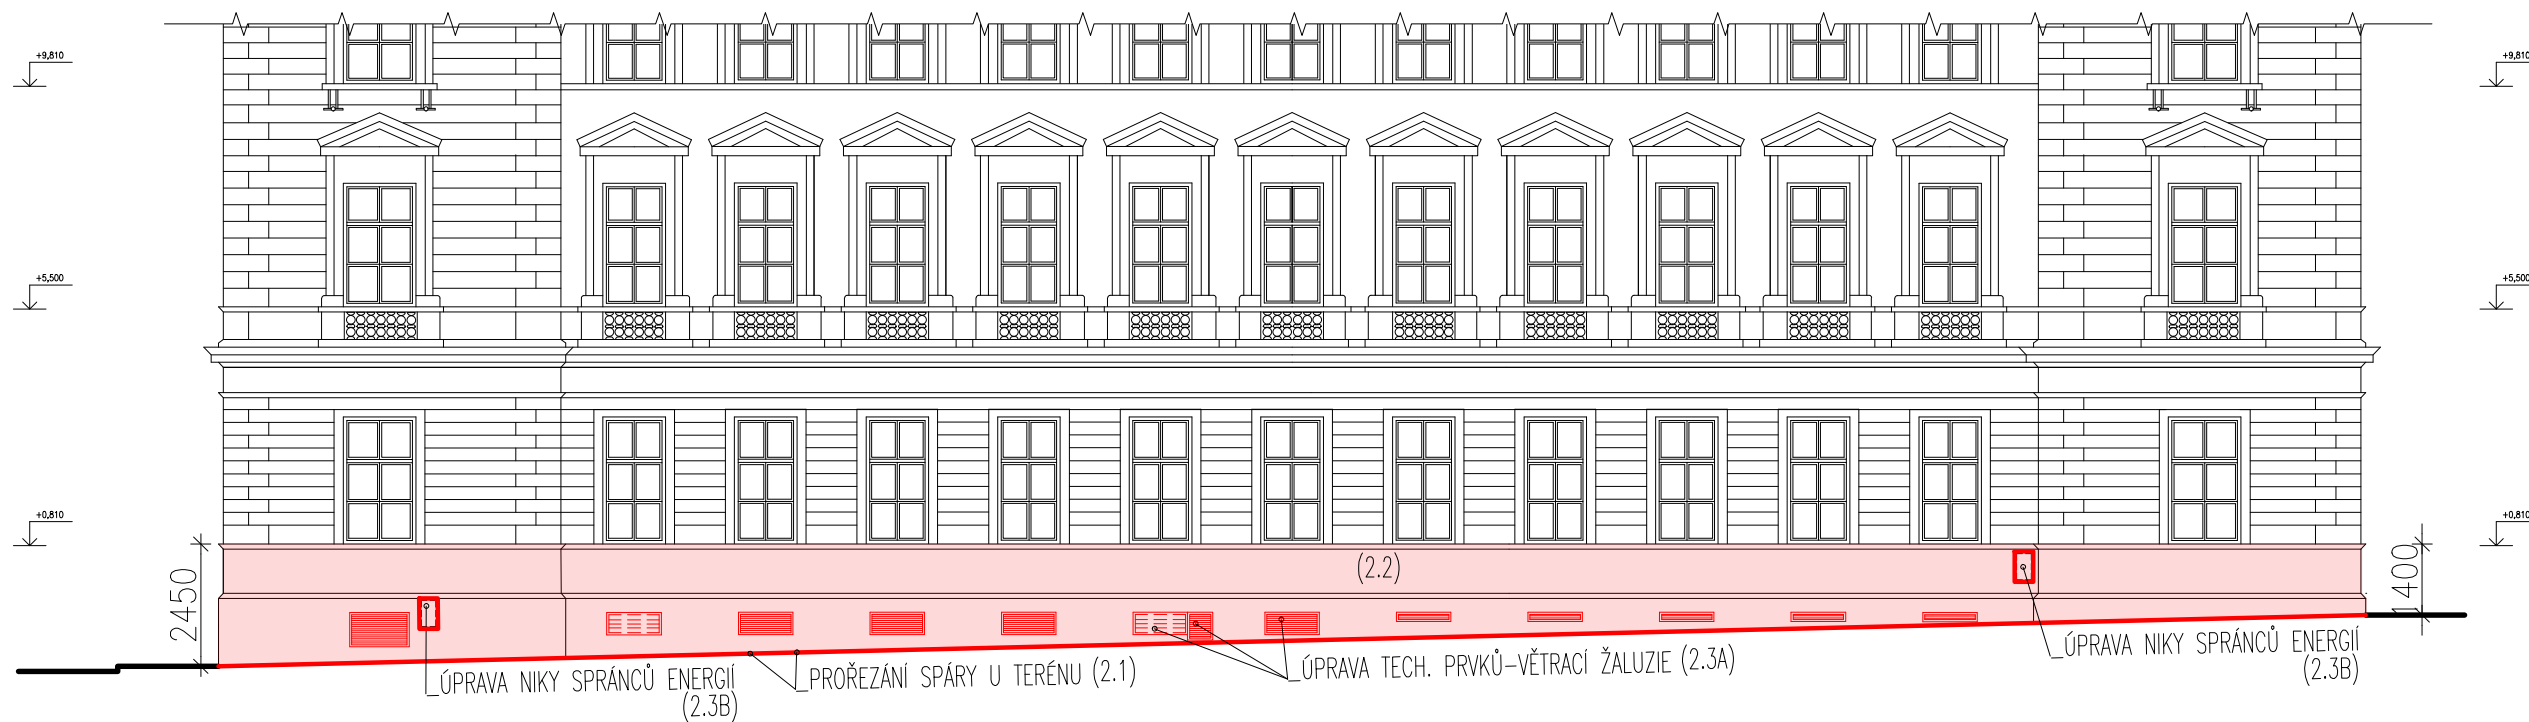 +9,810
+9,810
+5,500
+5,500
+0,810
+0,810
2450
(2.2)
1400
ÚPRAVA NIKY SPRÁNCŮ ENERGIÍ
(2.3B)
PROŘEZÁNÍ SPÁRY U TERÉNU (2.1)
ÚPRAVA TECH. PRVKŮ-VĚTRACÍ ŽALUZIE (2.3A)
ÚPRAVA NIKY SPRÁNCŮ ENERGIÍ
(2.3B)